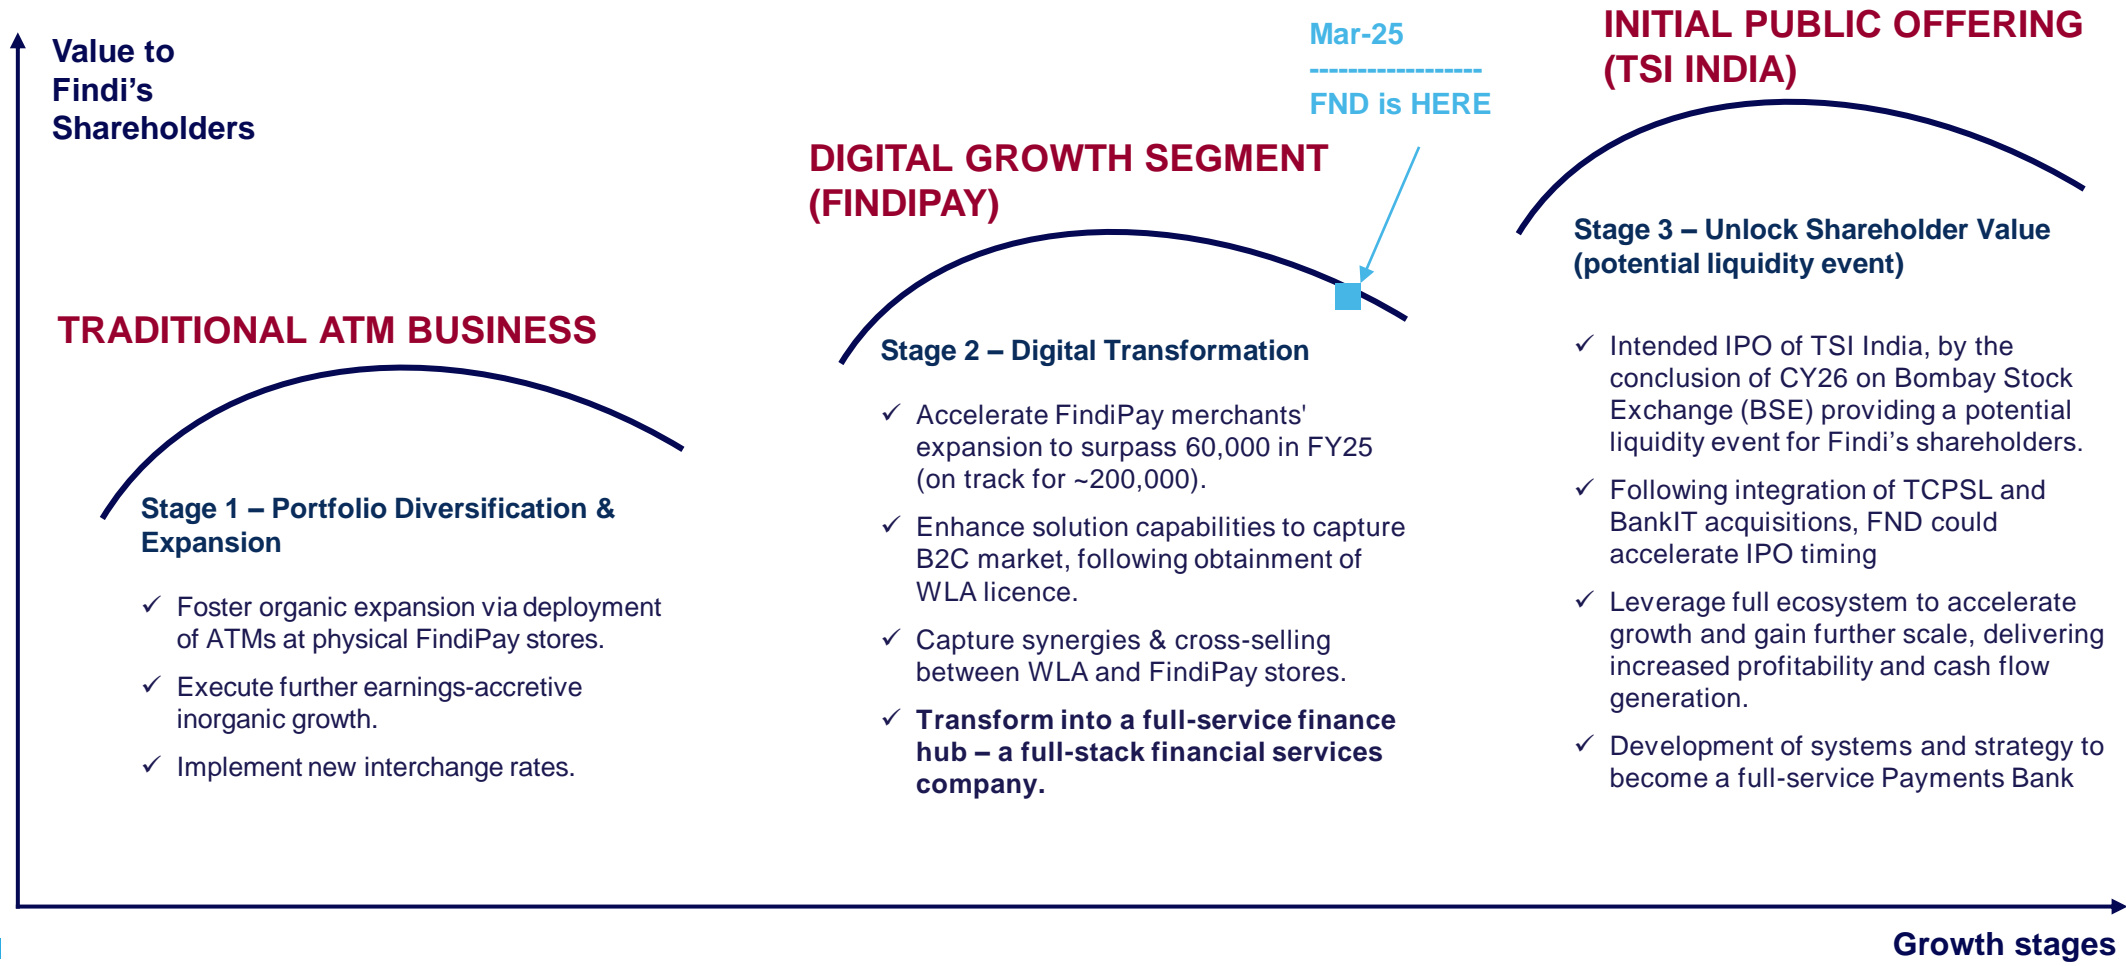 Value to
Findi’s
Shareholders
TRADITIONAL ATM BUSINESS
Stage 1 – Portfolio Diversification &
Expansion
✓ Foster organic expansion via deployment
of ATMs at physical FindiPay stores.
✓ Execute further earnings-accretive
inorganic growth.
✓ Implement new interchange rates.
DIGITAL GROWTH SEGMENT
(FINDIPAY)
Mar-25
------------------
FND is HERE
Stage 2 – Digital Transformation
✓ Accelerate FindiPay merchants'
expansion to surpass 60,000 in FY25
(on track for ~200,000).
✓ Enhance solution capabilities to capture
B2C market, following obtainment of
WLA licence.
✓ Capture synergies & cross-selling
between WLA and FindiPay stores.
✓ Transform into a full-service finance
hub – a full-stack financial services
company.
INITIAL PUBLIC OFFERING
(TSI INDIA)
Stage 3 – Unlock Shareholder Value
(potential liquidity event)
✓ Intended IPO of TSI India, by the
conclusion of CY26 on Bombay Stock
Exchange (BSE) providing a potential
liquidity event for Findi’s shareholders.
✓ Following integration of TCPSL and
BankIT acquisitions, FND could
accelerate IPO timing
✓ Leverage full ecosystem to accelerate
growth and gain further scale, delivering
increased profitability and cash flow
generation.
✓ Development of systems and strategy to
become a full-service Payments Bank
Growth stages